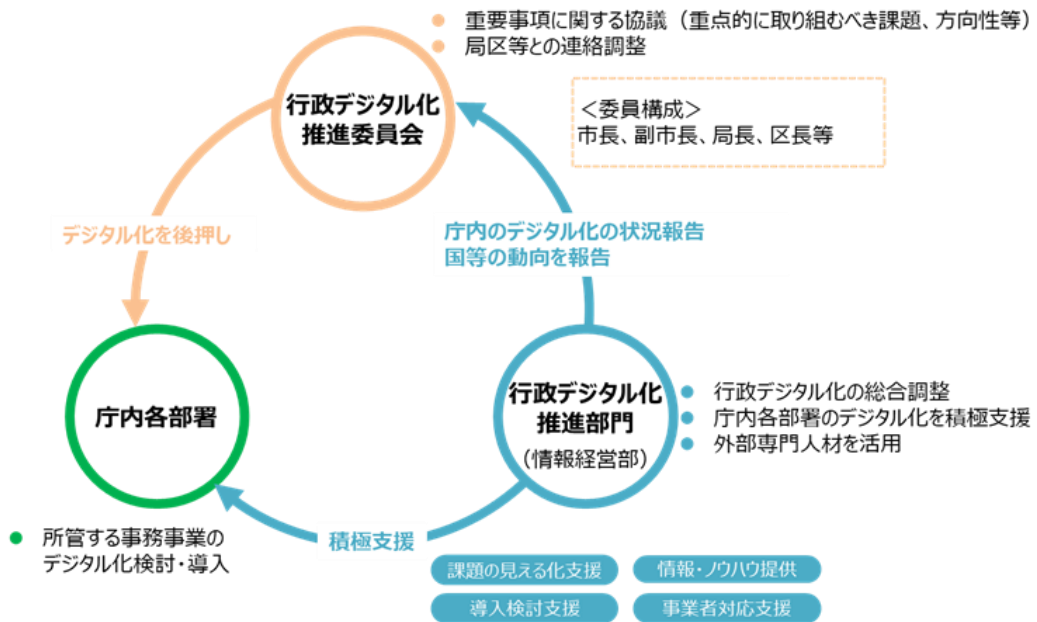 重要事項に関する協議（重点的に取り組むべき課題、方向性等）
局区等との連絡調整
行政デジタル化
推進委員会
＜委員構成＞
市長、副市長、局長、区長等
デジタル化を後押し
庁内のデジタル化の状況報告
国等の動向を報告
庁内各部署
行政デジタル化
推進部門
（情報経営部）
行政デジタル化の総合調整
庁内各部署のデジタル化を積極支援
外部専門人材を活用
所管する事務事業の
デジタル化検討・導入
積極支援
課題の見える化支援
情報・ノウハウ提供
導入検討支援
事業者対応支援